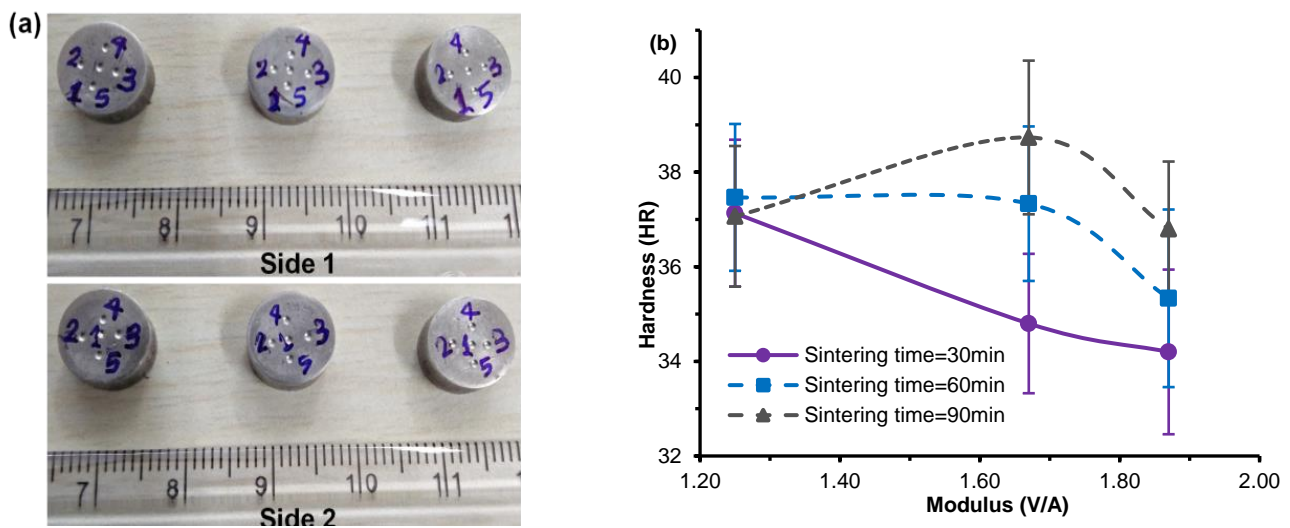 (a)
2 4 3 1 5
2 4 3 1 5
4 2 3 1 5
7 8 9 10 11 1
Side 1
4 2 1 3 5
4 2 1 3 5
4 2 1 3 5
7 8 9 10 11
Side 2
(b)
Hardness (HR)
40
38
36
34
32
Sintering time=30min
Sintering time=60min
Sintering time=90min
1.20 1.40 1.60 1.80 2.00
Modulus (V/A)